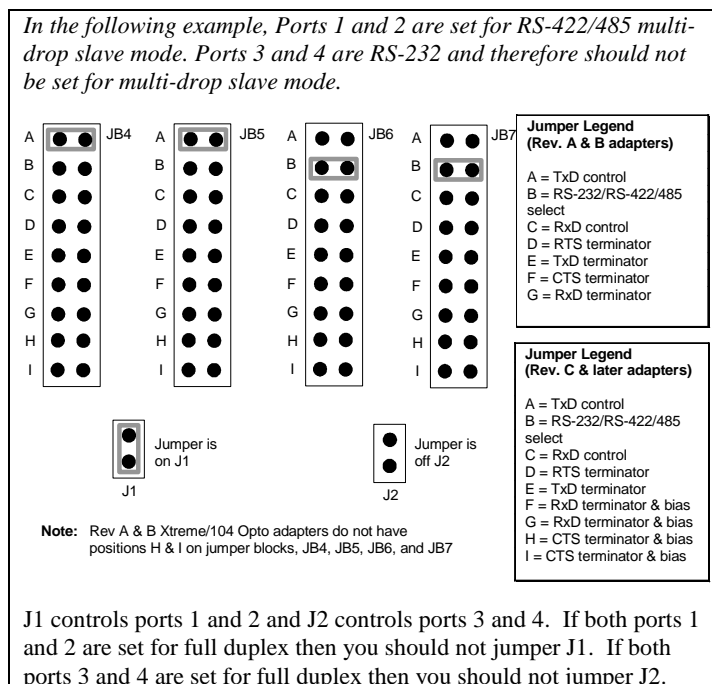 In the following example, Ports 1 and 2 are set for RS-422/485 multi-
drop slave mode. Ports 3 and 4 are RS-232 and therefore should not
be set for multi-drop slave mode.
A JB4
B
C
D
E
F
G
H
I
A JB5
B
C
D
E
F
G
H
I
A JB6
B
C
D
E
F
G
H
I
A JB7
B
C
D
E
F
G
H
I
Jumper Legend
(Rev. A & B adapters)
A = TxD control
B = RS-232/RS-422/485
select
C = RxD control
D = RTS terminator
E = TxD terminator
F = CTS terminator
G = RxD terminator
Jumper Legend
(Rev. C & later adapters)
A = TxD control
B = RS-232/RS-422/485
select
C = RxD control
D = RTS terminator
E = TxD terminator
F = RxD terminator & bias
G = RxD terminator & bias
H = CTS terminator & bias
I = CTS terminator & bias
Jumper is
on J1
J1
Jumper is
off J2
J2
Note: Rev A & B Xtreme/104 Opto adapters do not have
positions H & I on jumper blocks, JB4, JB5, JB6, and JB7
J1 controls ports 1 and 2 and J2 controls ports 3 and 4. If both ports 1
and 2 are set for full duplex then you should not jumper J1. If both
ports 3 and 4 are set for full duplex then you should not jumper J2.